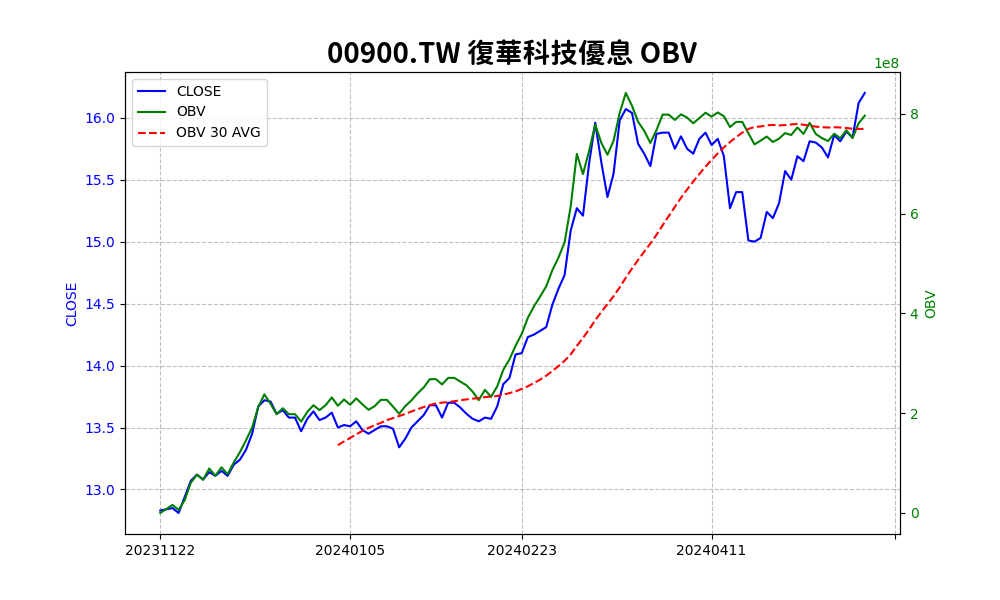 00900.TW 復華科技優息 OBV
1e8
CLOSE
OBV
OBV 30 AVG
16.0
15.5
15.0
14.5
14.0
13.5
13.0
CLOSE
8
6
4
2
0
OBV
20231122
20240105
20240223
20240411